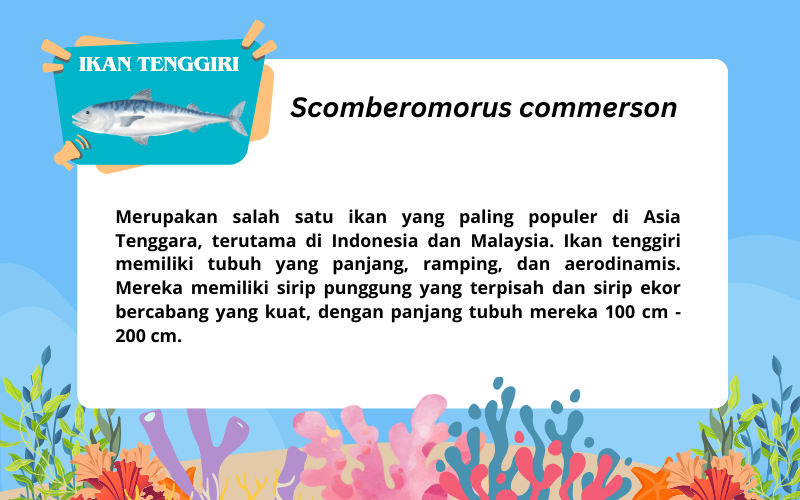 IKAN TENGGIRI
Scomberomorus commerson
Merupakan salah satu ikan yang paling populer di Asia
Tenggara, terutama di Indonesia dan Malaysia. Ikan tenggiri
memiliki tubuh yang panjang, ramping, dan aerodinamis.
Mereka memiliki sirip punggung yang terpisah dan sirip ekor
bercabang yang kuat, dengan panjang tubuh mereka 100 cm -
200 cm.